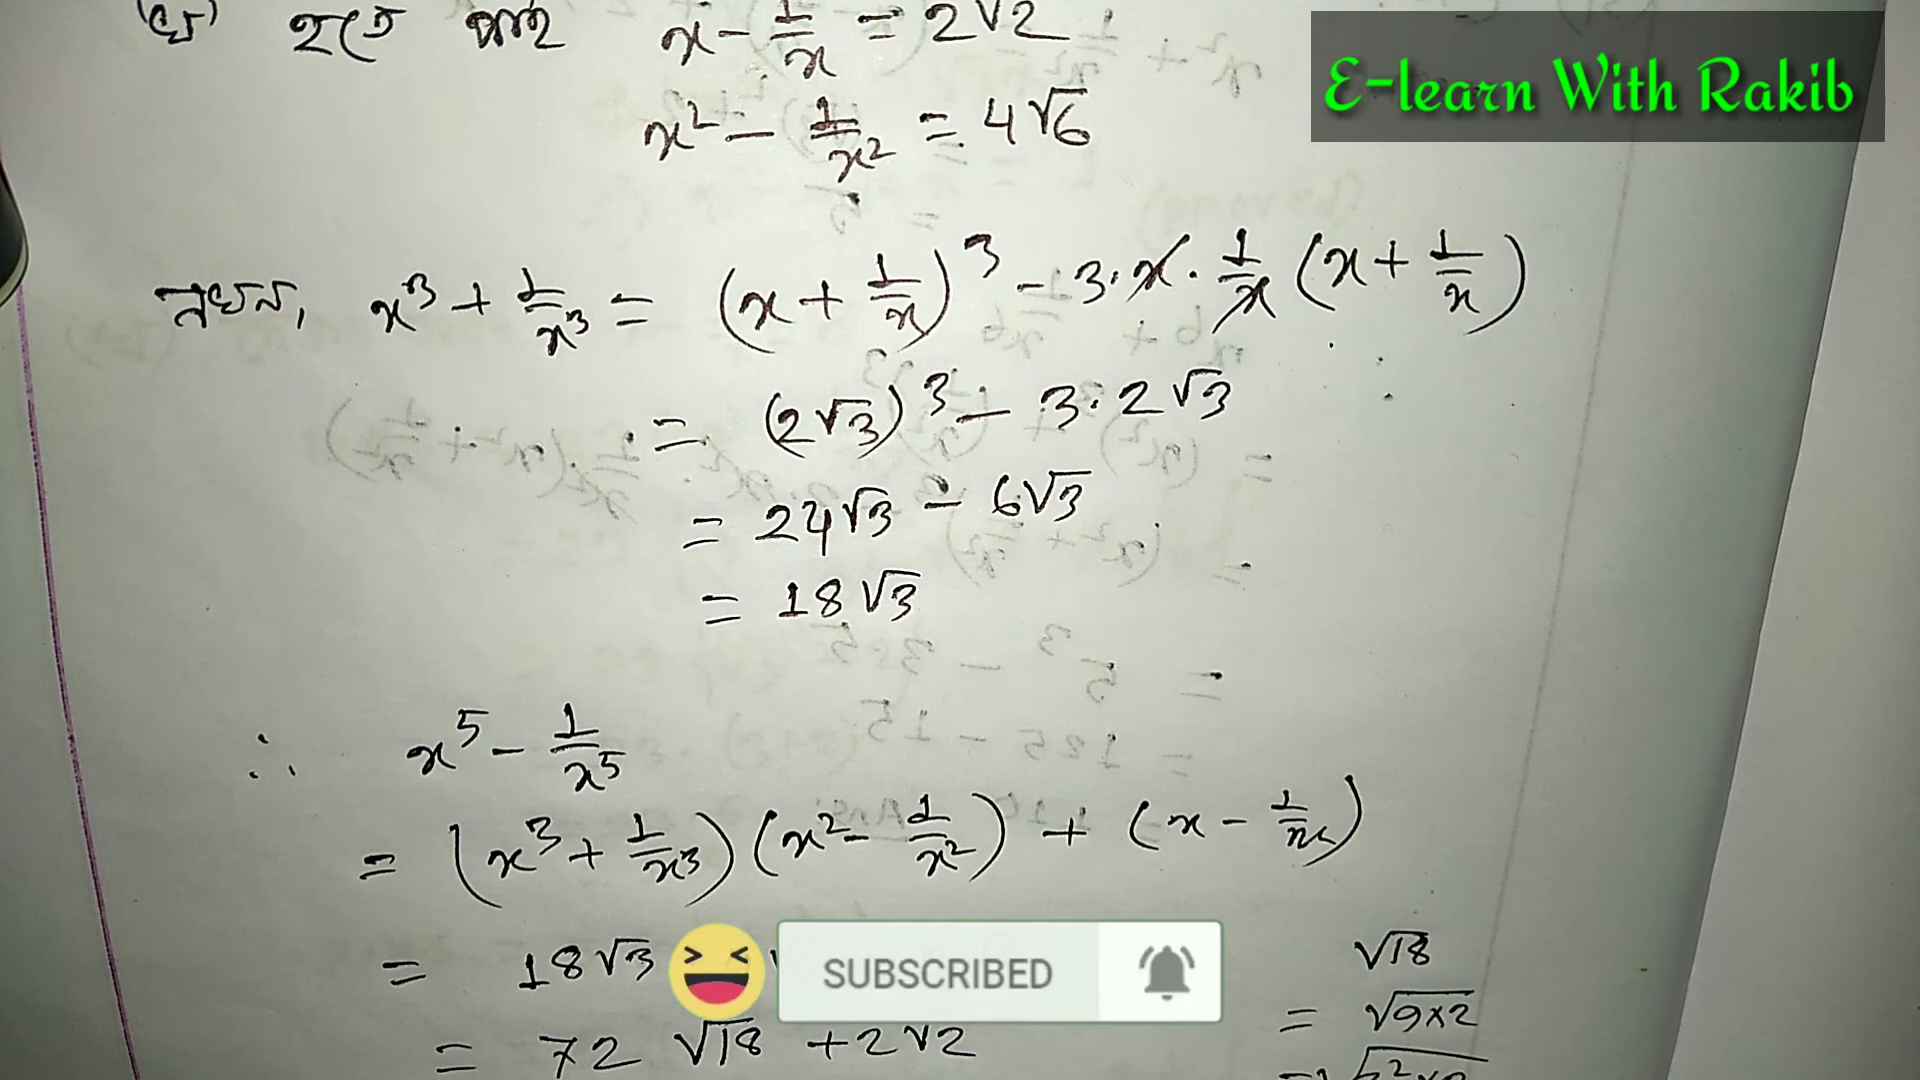 (ঘ) হতে পাই x - 1/x = 2√2
E-learn With Rakib
x² - 1/x² = 4√6
এখন, x³ + 1/x³ = (x + 1/x)³ - 3·x·1/x (x + 1/x)
= (2√3)³ - 3·2√3
= 24√3 - 6√3
= 18√3
∴ x⁵ - 1/x⁵
= (x³ + 1/x³)(x² - 1/x²) + (x - 1/x)
= 18√3
SUBSCRIBED
= 72 √18 + 2√2
√18
= √9×2